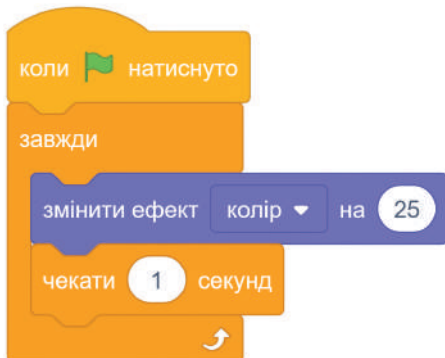 коли натиснуто
завжди
змінити ефект колір на 25
чекати 1 секунд